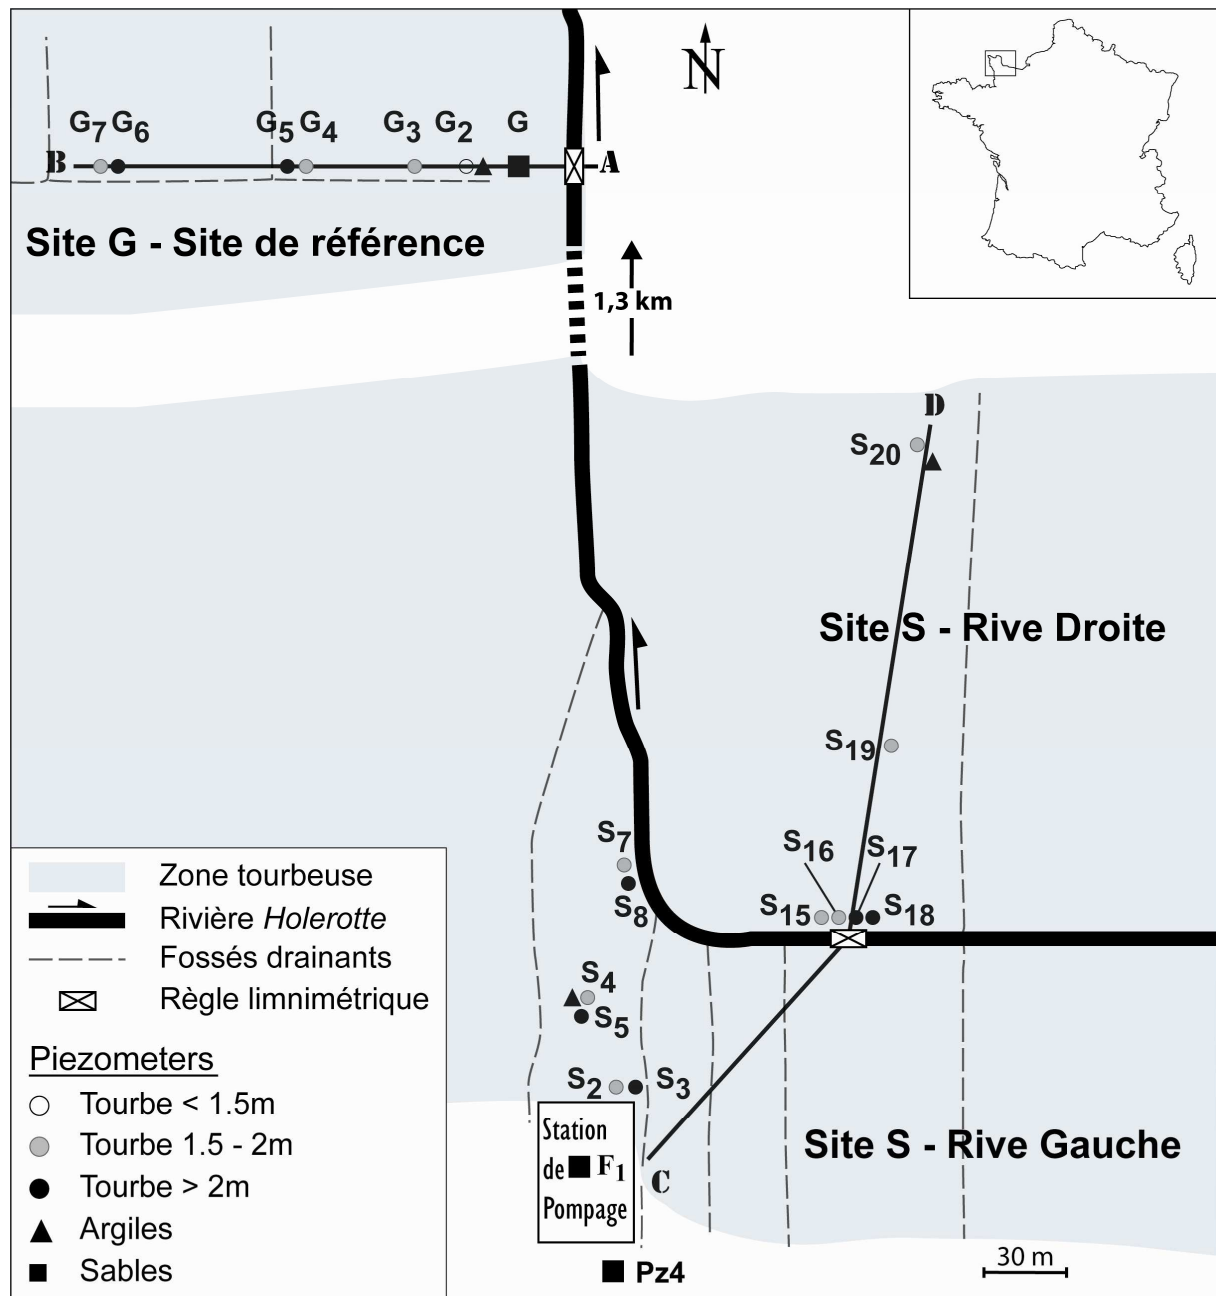 N
G7 G6 G5 G4 G3 G2 G
B A
Site G - Site de référence
1,3 km
D
S20
Site S - Rive Droite
S19
S7
S16 S17
S8
S15 S18
S4
S5
S2 S3
Station
de F1
Pompage
C
Site S - Rive Gauche
Pz4
30 m
Zone tourbeuse
Rivière Holerotte
Fossés drainants
Règle limnimétrique
Piezometers
Tourbe < 1.5m
Tourbe 1.5 - 2m
Tourbe > 2m
Argiles
Sables